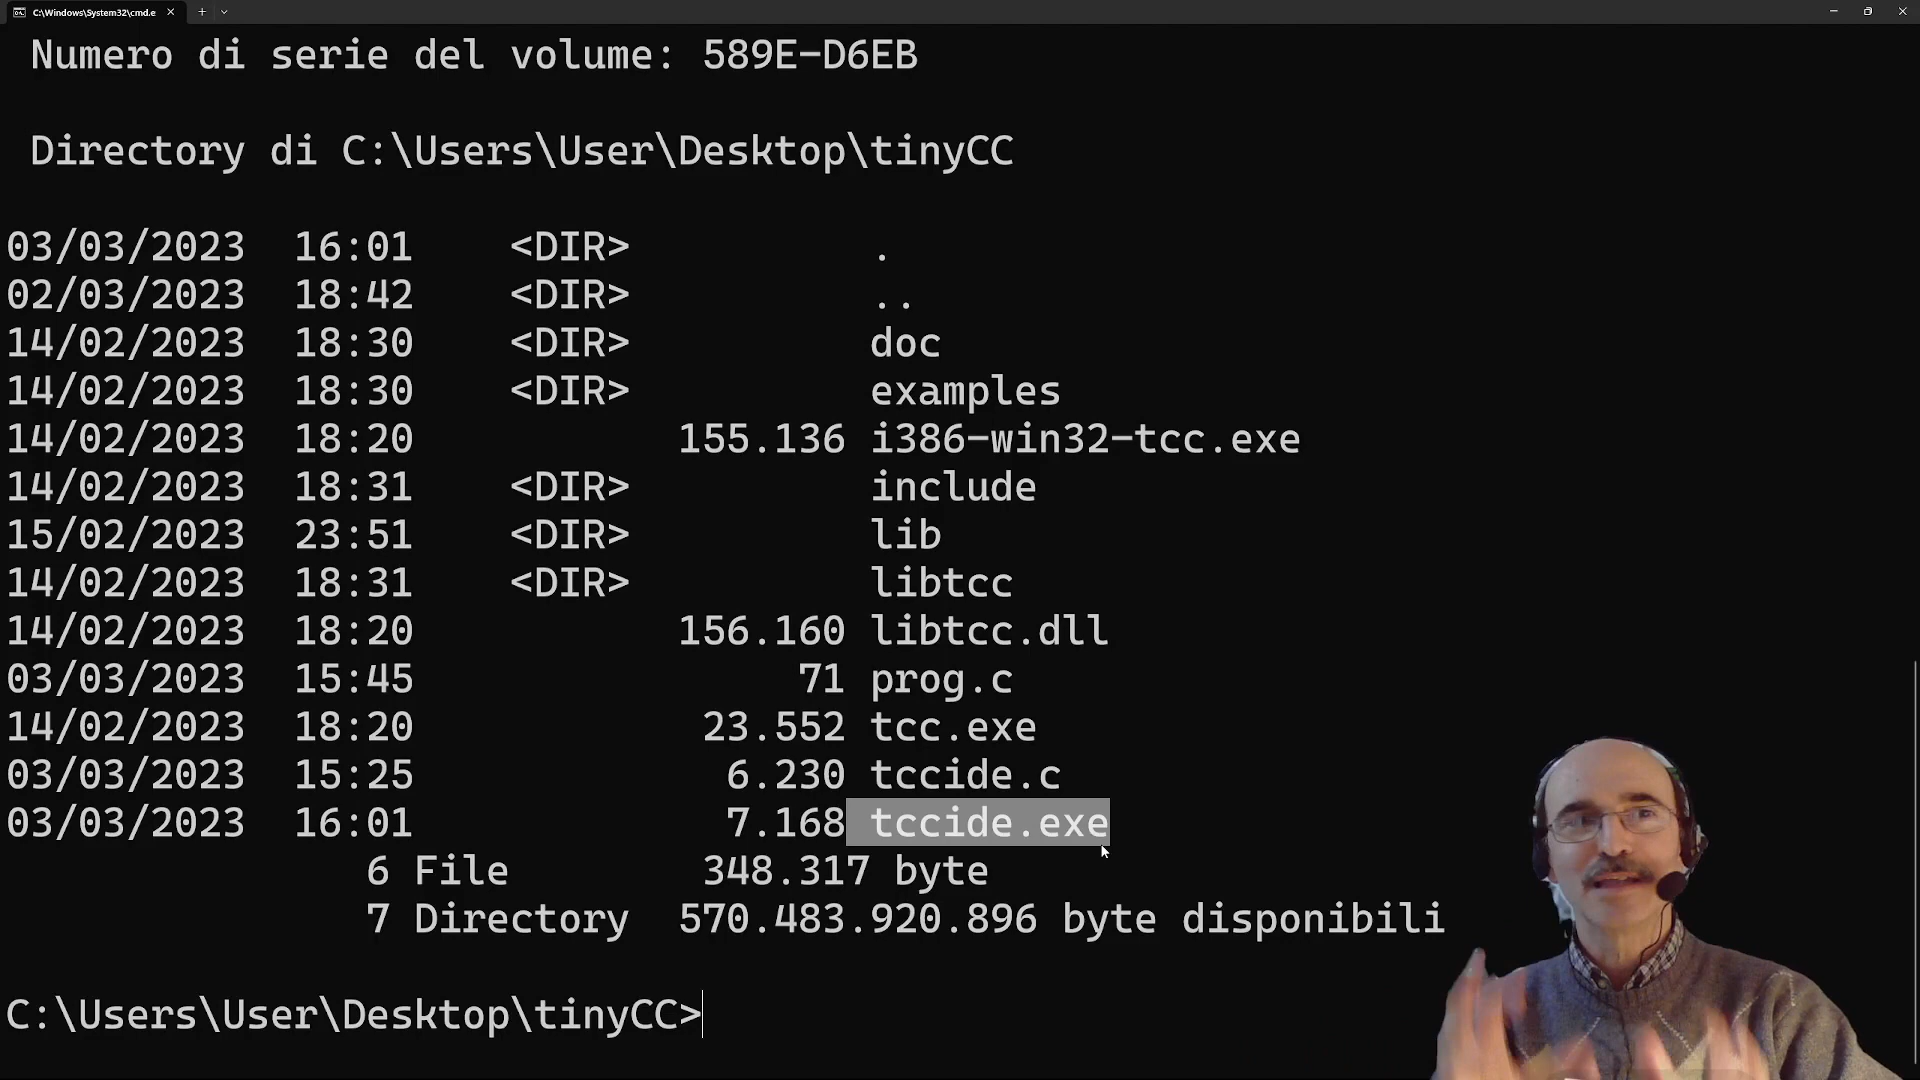 C:\Windows\System32\cmd.e
Numero di serie del volume: 589E-D6EB
Directory di C:\Users\User\Desktop\tinyCC
03/03/2023  16:01    <DIR>          .
02/03/2023  18:42    <DIR>          ..
14/02/2023  18:30    <DIR>          doc
14/02/2023  18:30    <DIR>          examples
14/02/2023  18:20           155.136 i386-win32-tcc.exe
14/02/2023  18:31    <DIR>          include
15/02/2023  23:51    <DIR>          lib
14/02/2023  18:31    <DIR>          libtcc
14/02/2023  18:20           156.160 libtcc.dll
03/03/2023  15:45                71 prog.c
14/02/2023  18:20            23.552 tcc.exe
03/03/2023  15:25             6.230 tccide.c
03/03/2023  16:01             7.168 tccide.exe
6 File        348.317 byte
7 Directory  570.483.920.896 byte disponibili
C:\Users\User\Desktop\tinyCC>